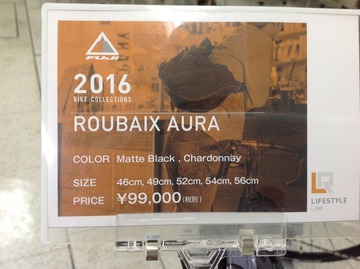 FUJI
2016
BIKE COLLECTIONS
ROUBAIX AURA
COLOR Matte Black , Chardonnay
SIZE 46cm, 49cm, 52cm, 54cm, 56cm
PRICE ¥99,000(税別)
LR
LIFESTYLE
LINE